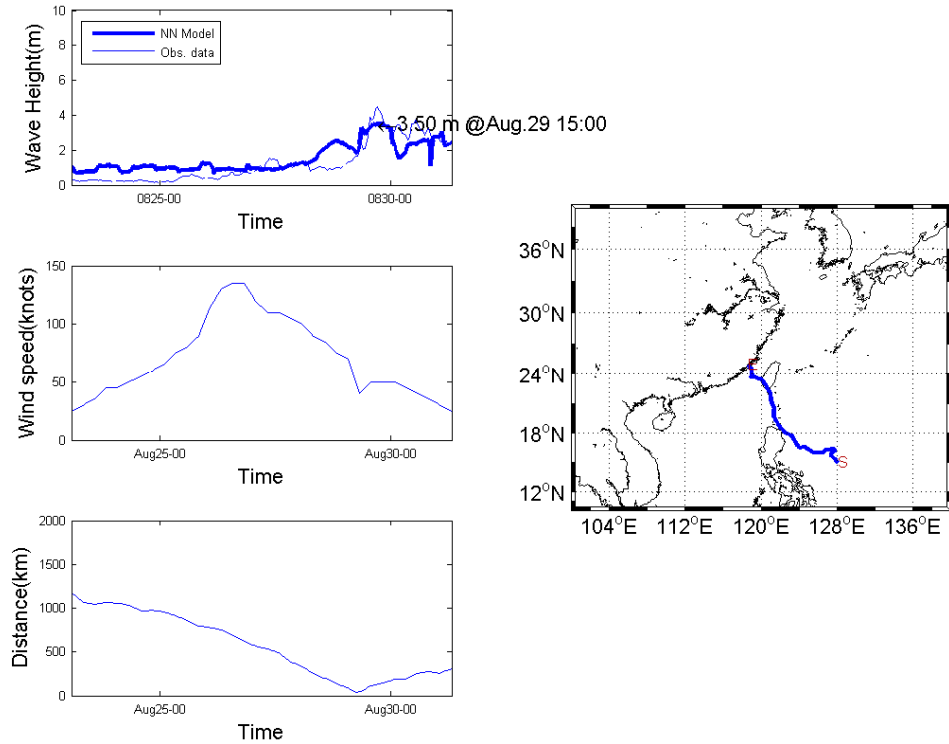 10
8
6
4
2
0
Wave Height(m)
NN Model
Obs. data
3.50 m @Aug.29 15:00
0825-00
0830-00
Time
150
100
50
0
Wind speed(knots)
Aug25-00
Aug30-00
Time
2000
1500
1000
500
0
Distance(km)
Aug25-00
Aug30-00
Time
36°N
30°N
24°N
18°N
12°N
S
104°E
112°E
120°E
128°E
136°E